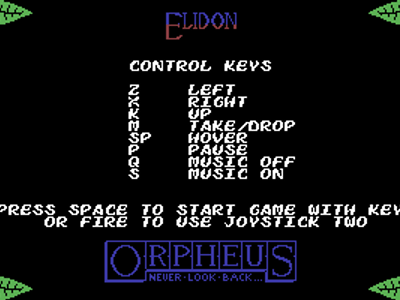 ELIDON
CONTROL KEYS
Z LEFT
X RIGHT
K UP
M TAKE/DROP
SP HOVER
P PAUSE
Q MUSIC OFF
S MUSIC ON
PRESS SPACE TO START GAME WITH KEY
OR FIRE TO USE JOYSTICK TWO
ORPHEUS
NEVER·LOOK·BACK...